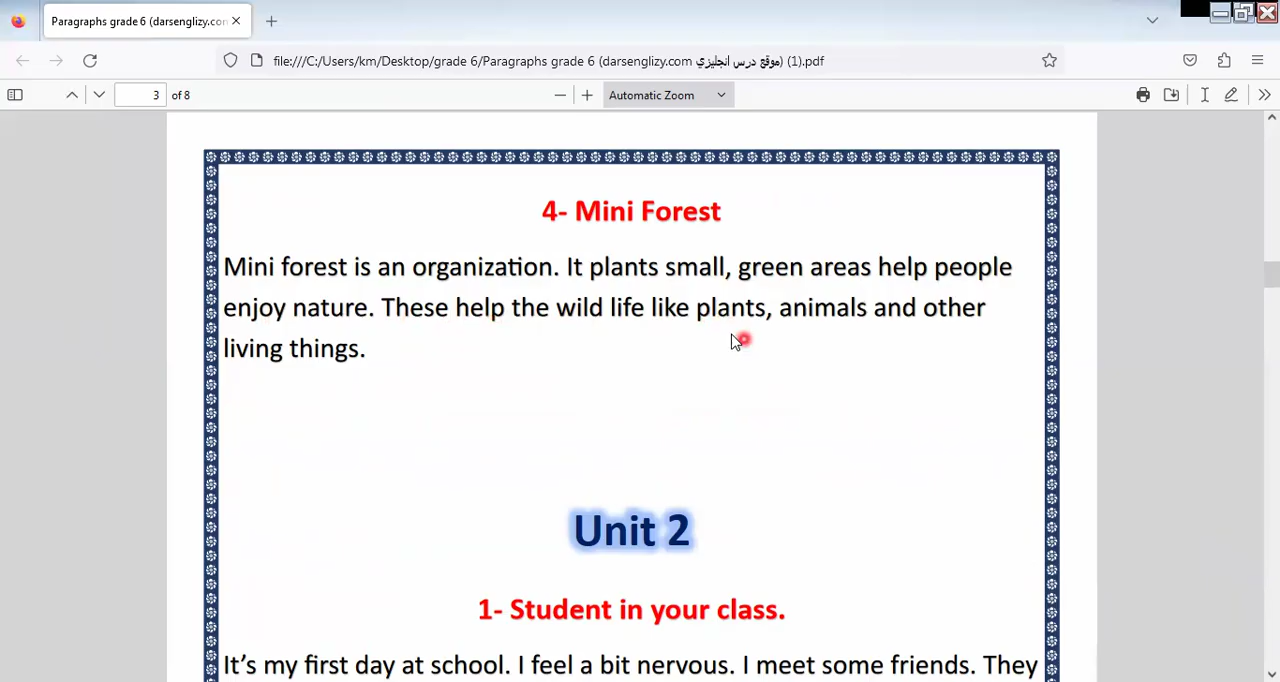 Paragraphs grade 6 (darsenglizy.con
file:///C:/Users/km/Desktop/grade 6/Paragraphs grade 6 (darsenglizy.com موقع درس انجليزي) (1).pdf
3 of 8
Automatic Zoom
4- Mini Forest
Mini forest is an organization. It plants small, green areas help people
enjoy nature. These help the wild life like plants, animals and other
living things.
Unit 2
1- Student in your class.
It’s my first day at school. I feel a bit nervous. I meet some friends. They